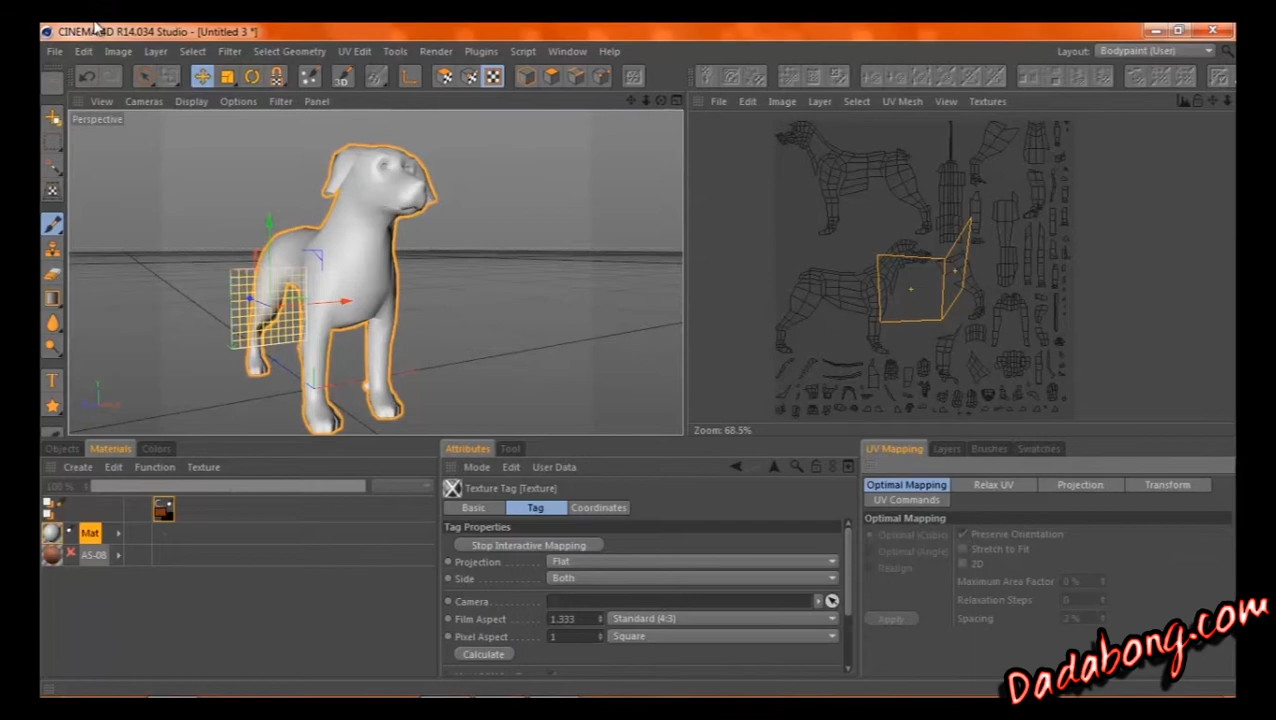 CINEMA 4D R14.034 Studio - [Untitled 3 *]
File Edit Image Layer Select Filter Select Geometry UV Edit Tools Render Plugins Script Window Help
Layout: Bodypaint (User)
View Cameras Display Options Filter Panel
File Edit Image Layer Select UV Mesh View Textures
Perspective
Zoom: 68.5%
Objects Materials Colors
Attributes Tool
UV Mapping Layers Brushes Swatches
Create Edit Function Texture
Mode Edit User Data
100 %
Texture Tag [Texture]
Optimal Mapping Relax UV Projection Transform
UV Commands
Basic Tag Coordinates
Optimal Mapping
Tag Properties
Mat
Stop Interactive Mapping
Optimal (Cubic)
Preserve Orientation
AS-08
Projection Flat
Optimal (Angle)
Stretch to Fit
Realign
2D
Side Both
Maximum Area Factor 0 %
Camera
Relaxation Steps 0
Film Aspect 1.333 Standard (4:3)
Apply
Spacing 2 %
Pixel Aspect 1 Square
Calculate
Dadabong.com